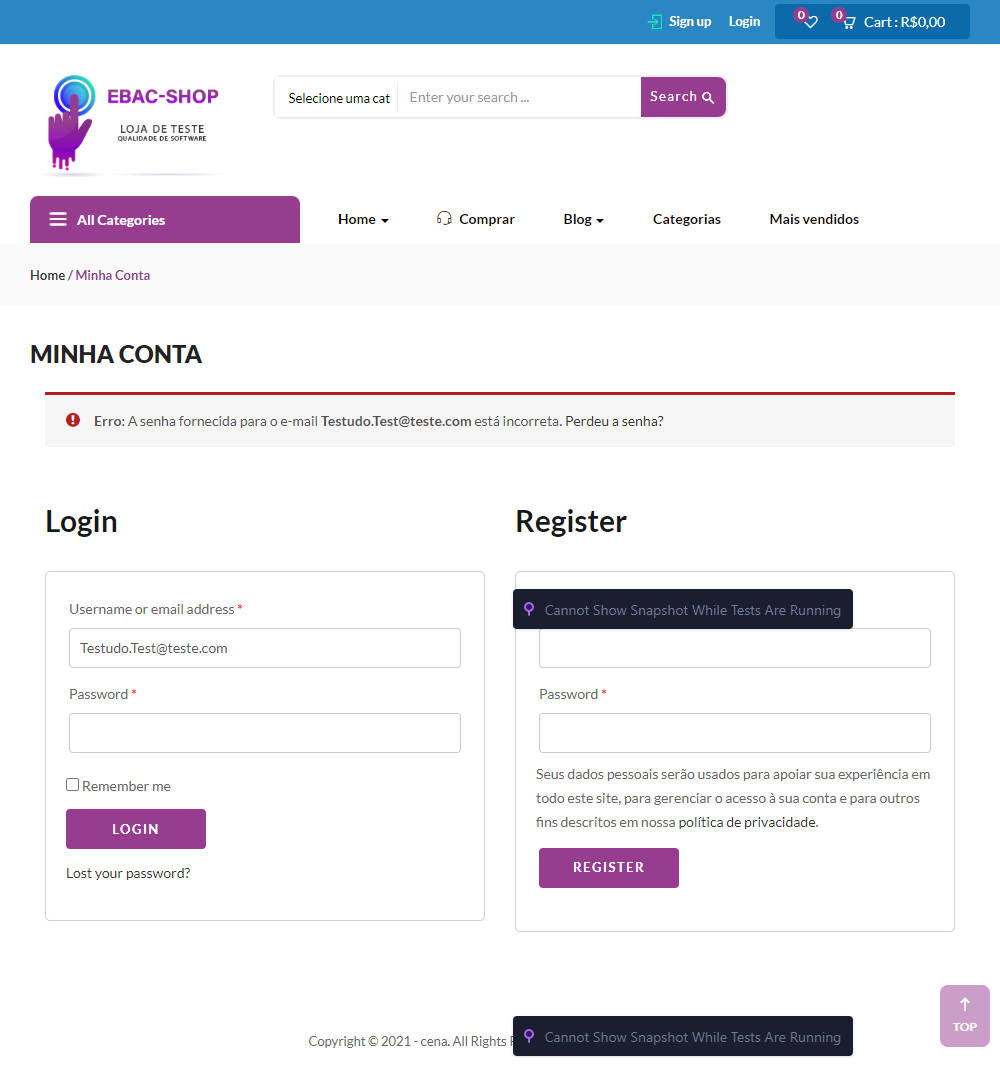 Sign up Login 0 0 Cart : R$0,00
EBAC-SHOP
LOJA DE TESTE
QUALIDADE DE SOFTWARE
Selecione uma cat Enter your search ... Search
All Categories Home Comprar Blog Categorias Mais vendidos
Home / Minha Conta
MINHA CONTA
Erro: A senha fornecida para o e-mail Testudo.Test@teste.com está incorreta. Perdeu a senha?
Login
Username or email address *
Testudo.Test@teste.com
Password *
Remember me
LOGIN
Lost your password?
Register
Cannot Show Snapshot While Tests Are Running
Password *
Seus dados pessoais serão usados para apoiar sua experiência em
todo este site, para gerenciar o acesso à sua conta e para outros
fins descritos em nossa política de privacidade.
REGISTER
TOP
Copyright © 2021 - cena. All Rights
Cannot Show Snapshot While Tests Are Running